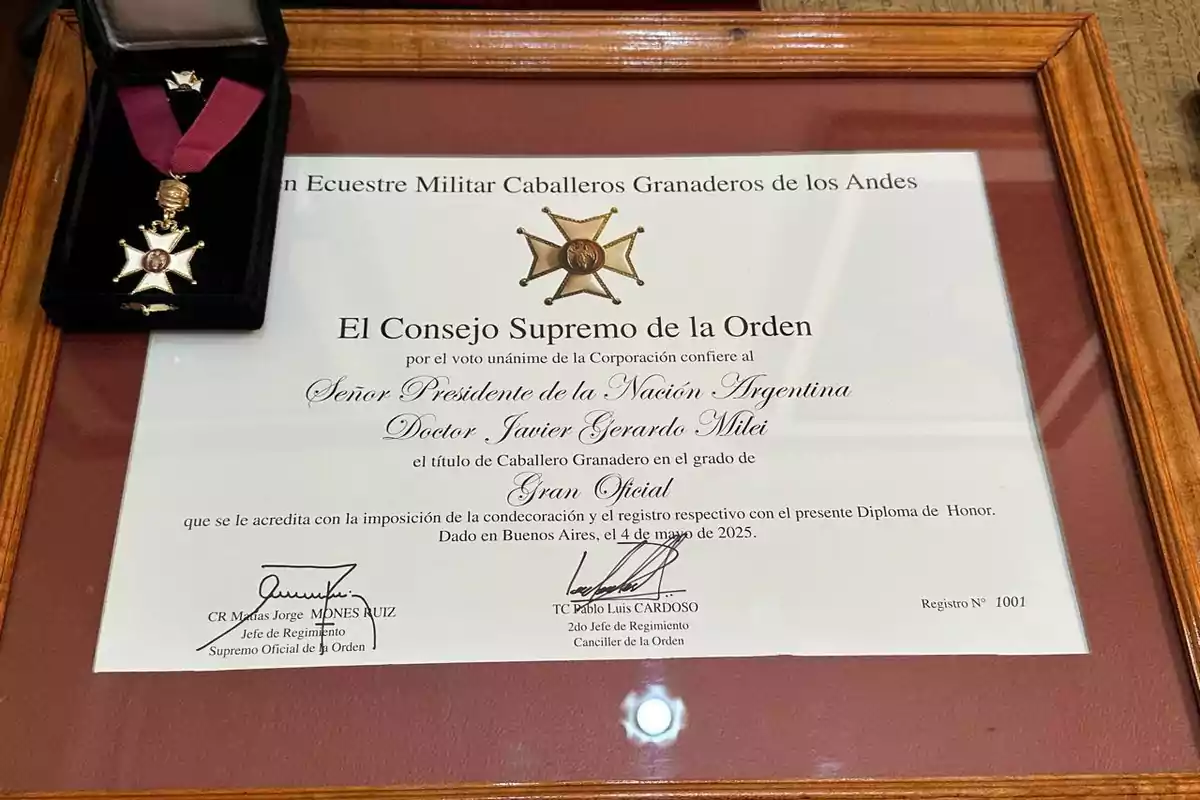 n Ecuestre Militar Caballeros Granaderos de los Andes
El Consejo Supremo de la Orden
por el voto unánime de la Corporación confiere al
Señor Presidente de la Nación Argentina
Doctor Javier Gerardo Milei
el título de Caballero Granadero en el grado de
Gran Oficial
que se le acredita con la imposición de la condecoración y el registro respectivo con el presente Diploma de Honor.
Dado en Buenos Aires, el 4 de mayo de 2025.
CR Matías Jorge MONES RUIZ
Jefe de Regimiento
Supremo Oficial de la Orden
TC Pablo Luis CARDOSO
2do Jefe de Regimiento
Canciller de la Orden
Registro N° 1001